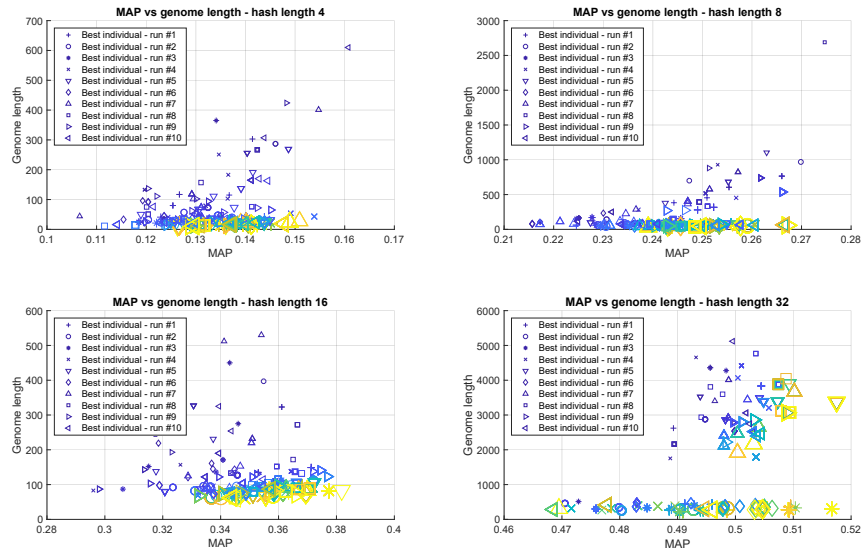 MAP vs genome length - hash length 4
700
600
500
400
300
200
100
0
Genome length
Best individual - run #1
Best individual - run #2
Best individual - run #3
Best individual - run #4
Best individual - run #5
Best individual - run #6
Best individual - run #7
Best individual - run #8
Best individual - run #9
Best individual - run #10
0.1 0.11 0.12 0.13 0.14 0.15 0.16 0.17
MAP
MAP vs genome length - hash length 8
3000
2500
2000
1500
1000
500
0
Genome length
Best individual - run #1
Best individual - run #2
Best individual - run #3
Best individual - run #4
Best individual - run #5
Best individual - run #6
Best individual - run #7
Best individual - run #8
Best individual - run #9
Best individual - run #10
0.21 0.22 0.23 0.24 0.25 0.26 0.27 0.28
MAP
MAP vs genome length - hash length 16
600
500
400
300
200
100
0
Genome length
Best individual - run #1
Best individual - run #2
Best individual - run #3
Best individual - run #4
Best individual - run #5
Best individual - run #6
Best individual - run #7
Best individual - run #8
Best individual - run #9
Best individual - run #10
0.28 0.3 0.32 0.34 0.36 0.38 0.4
MAP
MAP vs genome length - hash length 32
6000
5000
4000
3000
2000
1000
0
Genome length
Best individual - run #1
Best individual - run #2
Best individual - run #3
Best individual - run #4
Best individual - run #5
Best individual - run #6
Best individual - run #7
Best individual - run #8
Best individual - run #9
Best individual - run #10
0.46 0.47 0.48 0.49 0.5 0.51 0.52
MAP